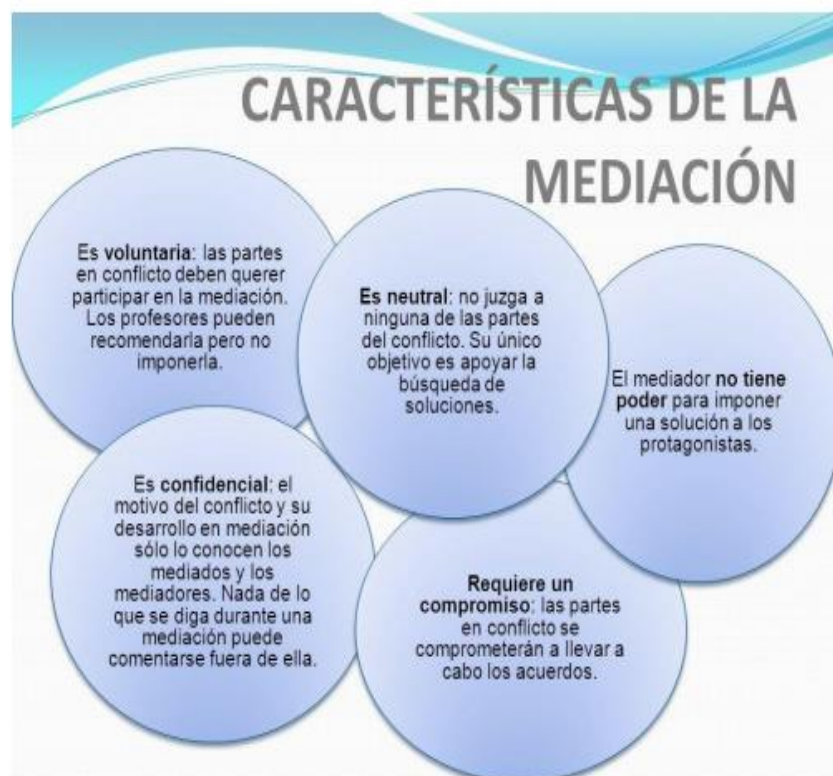 CARACTERÍSTICAS DE LA
MEDIACIÓN
Es voluntaria: las partes
en conflicto deben querer
participar en la mediación.
Los profesores pueden
recomendarla pero no
imponerla.
Es neutral: no juzga a
ninguna de las partes
del conflicto. Su único
objetivo es apoyar la
búsqueda de
soluciones.
El mediador no tiene
poder para imponer
una solución a los
protagonistas.
Es confidencial: el
motivo del conflicto y su
desarrollo en mediación
sólo lo conocen los
mediados y los
mediadores. Nada de lo
que se diga durante una
mediación puede
comentarse fuera de ella.
Requiere un
compromiso: las partes
en conflicto se
comprometerán a llevar a
cabo los acuerdos.